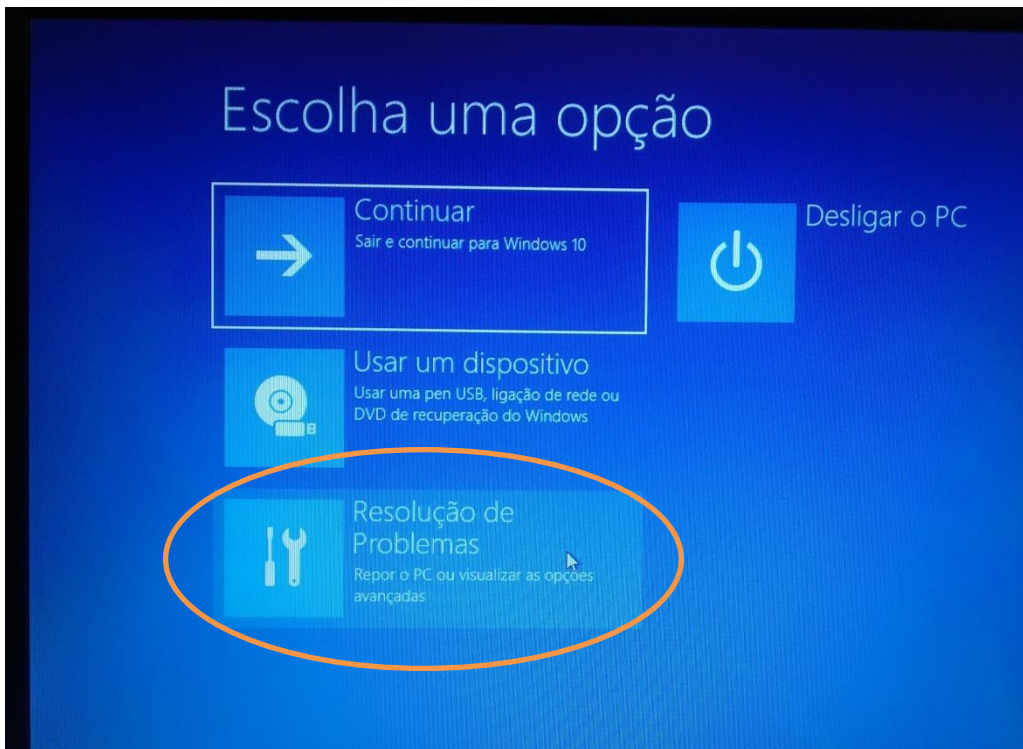 Escolha uma opção
Continuar
Sair e continuar para Windows 10
Desligar o PC
Usar um dispositivo
Usar uma pen USB, ligação de rede ou
DVD de recuperação do Windows
Resolução de
Problemas
Repor o PC ou visualizar as opções
avançadas